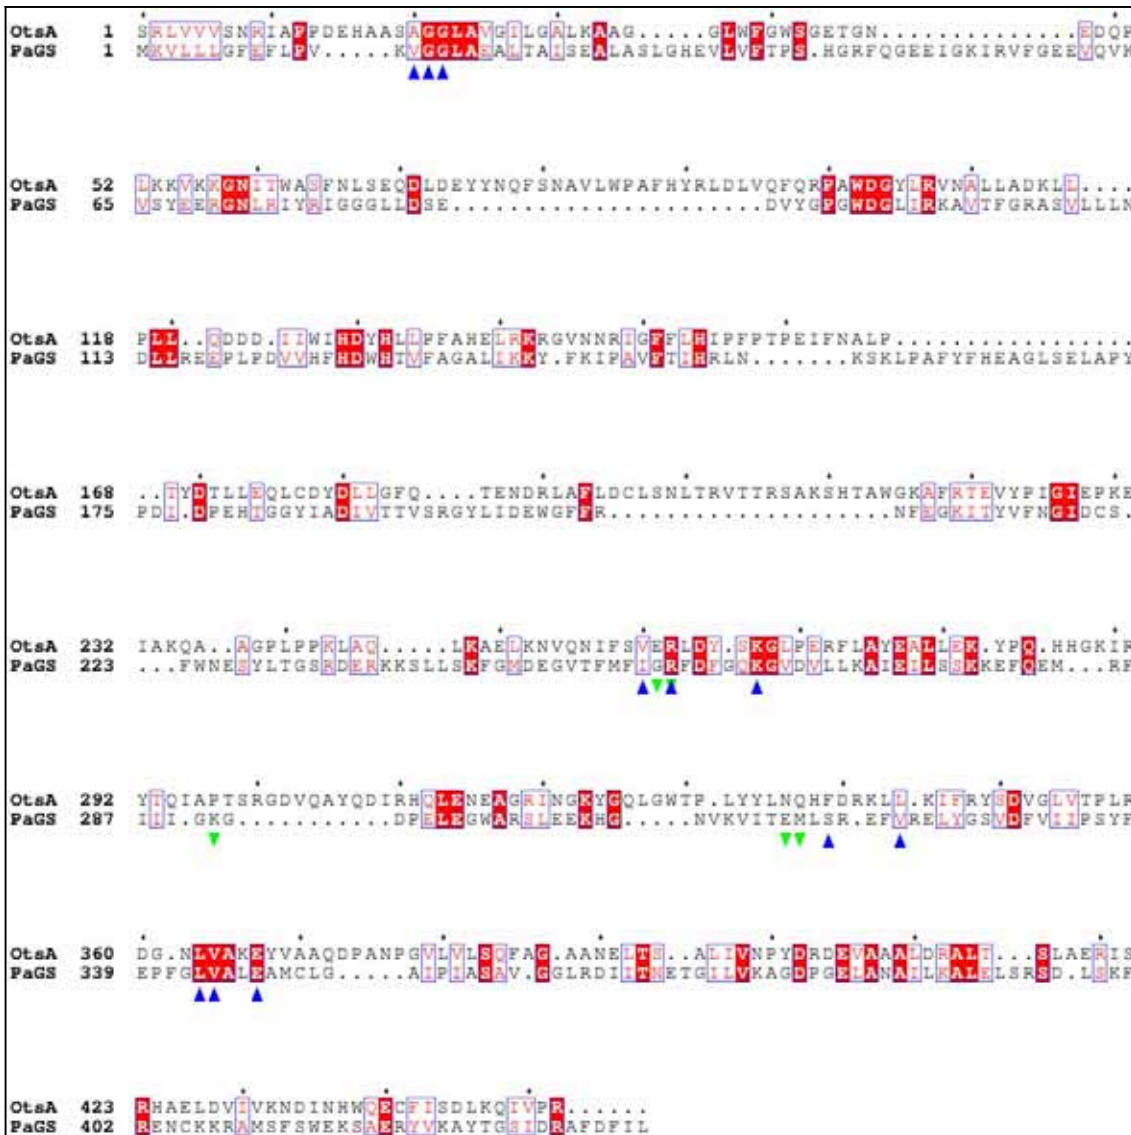 OtsA 1 SRLVVVSNRIAPPDEHAASAGGLAVGILGALKAAG.....GLWFGWSGETGN..............EDQP
PaGS 1 MKVLLLGFEFLPV.....KVGGLAEALTAISEALASLGHEVLVFTPS.HGRFQGEEIGKIRVFGEEVQVK
OtsA 52 LKKVKKGNITWASFNLSEQDLDEYYNQFSNAVLWPAFHYRLDLVQFQRPAWDGYLRVNALLADKLL....
PaGS 65 VSYEERGNLRIYRIGGGLLDSE......................DVYGPGWDGLIRKAVTFGRASVLLLN
OtsA 118 PLL..QDDD.IIWIHDYHLLPFAHELRKRGVNNRIGFFLHIPFPTPEIFNALP.................
PaGS 113 DLLREEPLPDVVHFHDWHTVFAGALIKKY.FKIPAVFTIHRLN.......KSKLPAFYFHEAGLSELAPY
OtsA 168 ..IYDTLLEQLCDYDLLGFQ....TENDRLAFLDCLSNLTRVTTRSAKSHTAWGKAFRTEVYPIGIEPKE
PaGS 175 PDI.DPEHTGGYIADIVTTVSRGYLIDEWGFFR....................NFEGKITYVFNGIDCS.
OtsA 232 IAKQA..AGPLPPKLAQ.....LKAELKNVQNIFSVERLDY.SKGLPERFLAYEALLEK.YPQ.HHGKIR
PaGS 223 ...FWNESYLTGSRDERKKSLLSKFGMDEGVTFMFIGRFDFGQKGVDVLLKAIEILSSKKEFQEM...RF
OtsA 292 YIQIAPTSRGDVQAYQDIRHQLENEAGRINGKYGQLGWTP.LYYLNQHFDRKLL.KIFRYSDVGLVTPLR
PaGS 287 III.GKG...........DPELEGWARSLEEKHG.....NVKVITEMLSR.EFVRELYGSVDFVIIPSYF
OtsA 360 DG.NLVAKEYVAAQDPANPGVLVLSQFAG.AANELTS..ALIVNPYDRDEVAAALDRALT...SLAERIS
PaGS 339 EPFGLVALEAMCLG.....AIPIASAV.GGLRDIITNETGILVKAGDPGELANAILKALELSRSD.LSKF
OtsA 423 RHAELDVIVKNDINHWQECFISDLKQIVPR......
PaGS 402 RENCKKRAMSFSWEKSAERYVKAYTGSIDRAFDFIL